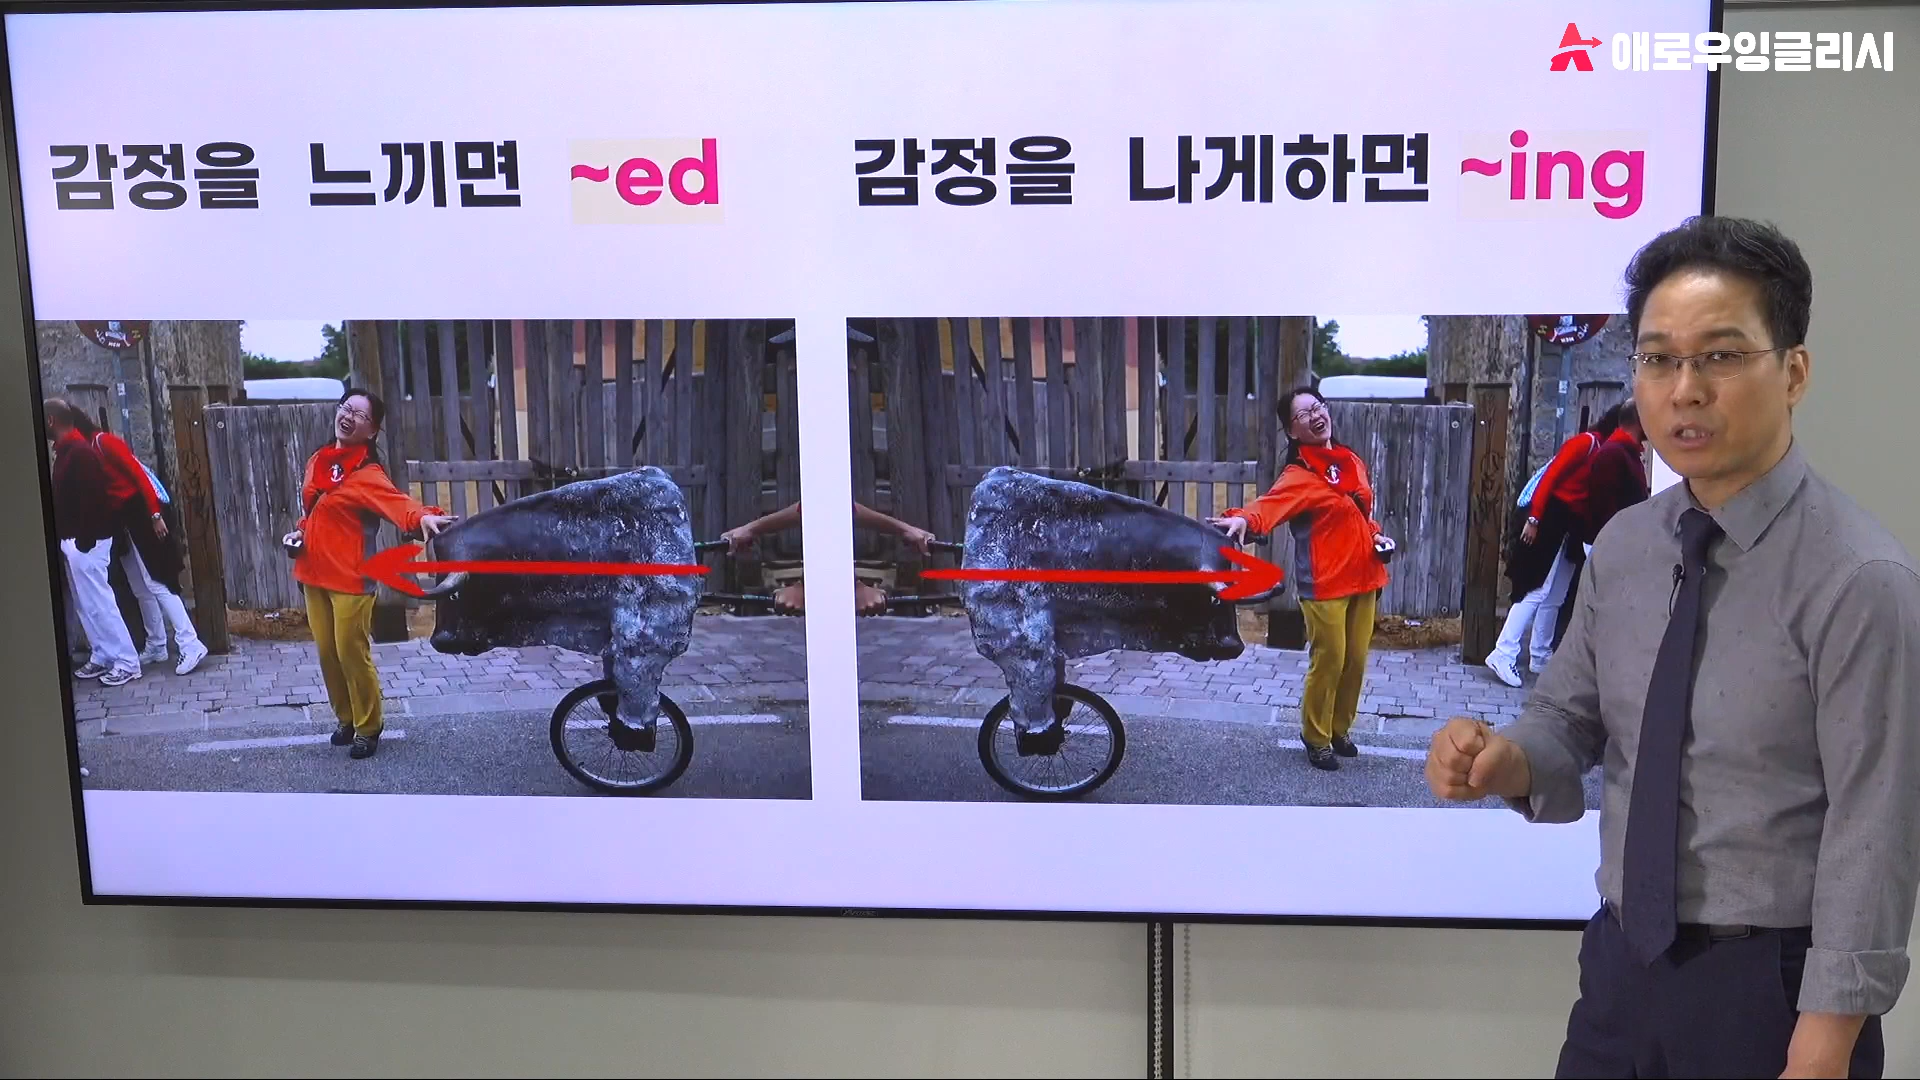 애로우잉글리시
감정을 느끼면 ~ed
감정을 나게하면 ~ing